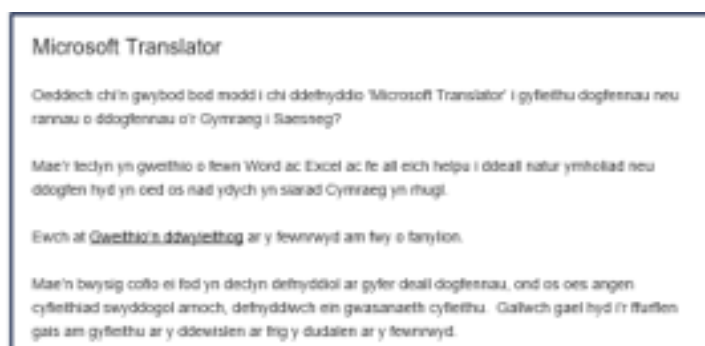 Microsoft Translator
Oeddech chi'n gwybod bod modd i chi ddefnyddio 'Microsoft Translator' i gyfieithu dogfennau neu
rannau o ddogfennau o'r Gymraeg i Saesneg?
Mae'r teclyn yn gweithio o fewn Word ac Excel ac fe all eich helpu i ddeall natur ymholiad neu
ddogfen hyd yn oed os nad ydych yn siarad Cymraeg yn rhugl.
Ewch at Gweithio'n ddwyieithog ar y fewnrwyd am fwy o fanylion.
Mae'n bwysig cofio ei fod yn declyn defnyddiol ar gyfer deall dogfennau, ond os oes angen
cyfieithiad swyddogol arnoch, defnyddiwch ein gwasanaeth cyfieithu. Gallwch gael hyd i'r ffurflen
gais am gyfieithu ar y ddewislen ar frig y dudalen ar y fewnrwyd.